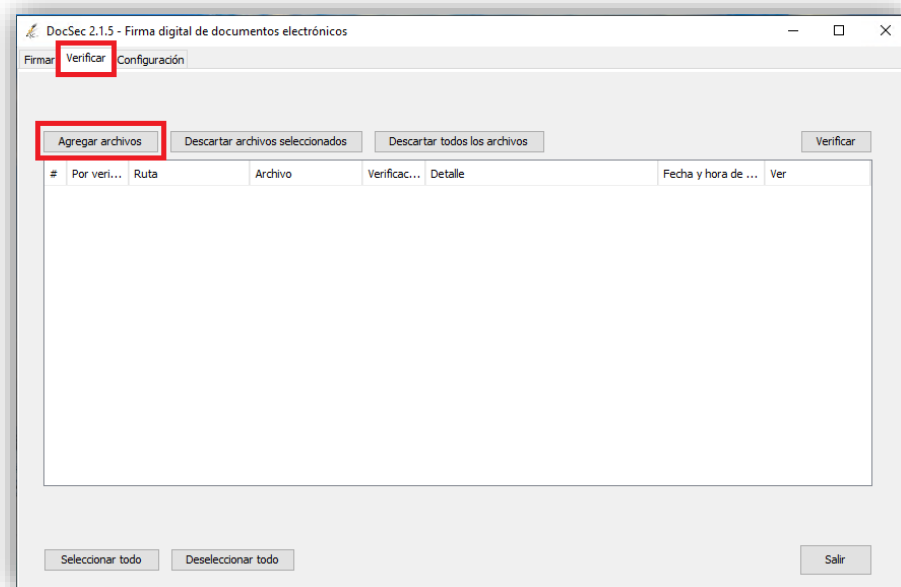 DocSec 2.1.5 - Firma digital de documentos electrónicos
Firmar Verificar Configuración
Agregar archivos Descartar archivos seleccionados Descartar todos los archivos Verificar
# Por veri... Ruta Archivo Verificac... Detalle Fecha y hora de ... Ver
Seleccionar todo Deseleccionar todo Salir